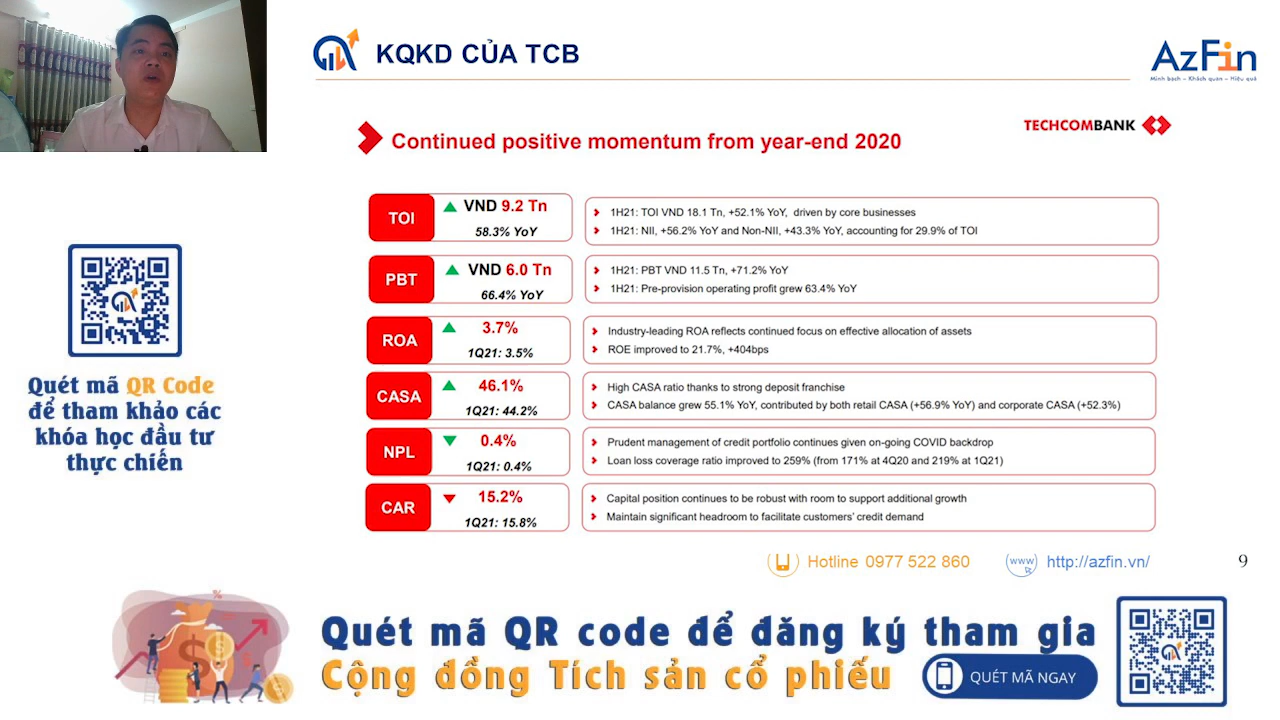 KQKD CỦA TCB
AzFin
Minh bạch – Khách quan – Hiệu quả
Continued positive momentum from year-end 2020
TECHCOMBANK
TOI
VND 9.2 Tn
58.3% YoY
1H21: TOI VND 18.1 Tn, +52.1% YoY, driven by core businesses
1H21: NII, +56.2% YoY and Non-NII, +43.3% YoY, accounting for 29.9% of TOI
PBT
VND 6.0 Tn
66.4% YoY
1H21: PBT VND 11.5 Tn, +71.2% YoY
1H21: Pre-provision operating profit grew 63.4% YoY
ROA
3.7%
1Q21: 3.5%
Industry-leading ROA reflects continued focus on effective allocation of assets
ROE improved to 21.7%, +404bps
CASA
46.1%
1Q21: 44.2%
High CASA ratio thanks to strong deposit franchise
CASA balance grew 55.1% YoY, contributed by both retail CASA (+56.9% YoY) and corporate CASA (+52.3%)
NPL
0.4%
1Q21: 0.4%
Prudent management of credit portfolio continues given on-going COVID backdrop
Loan loss coverage ratio improved to 259% (from 171% at 4Q20 and 219% at 1Q21)
CAR
15.2%
1Q21: 15.8%
Capital position continues to be robust with room to support additional growth
Maintain significant headroom to facilitate customers' credit demand
Quét mã QR Code
để tham khảo các
khóa học đầu tư
thực chiến
Hotline 0977 522 860
www
http://azfin.vn/
9
Quét mã QR code để đăng ký tham gia
Cộng đồng Tích sản cổ phiếu
QUÉT MÃ NGAY